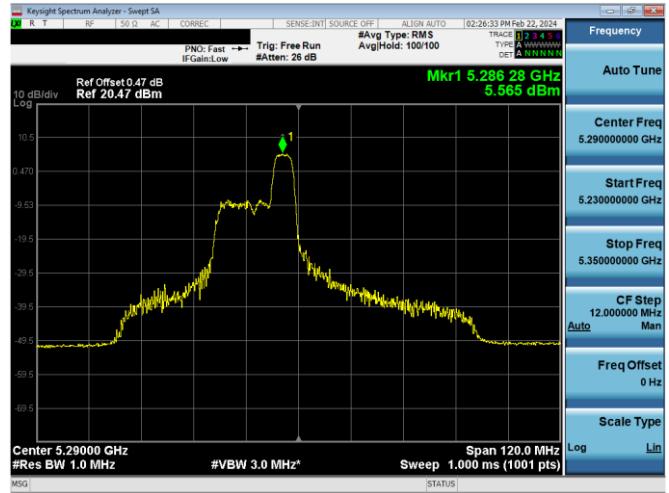 Keysight Spectrum Analyzer - Swept SA
R T RF 50 Ω AC CORREC SENSE:INT SOURCE OFF ALIGN AUTO 02:26:33 PM Feb 22, 2024
PNO: Fast
IFGain:Low
Trig: Free Run
#Atten: 26 dB
#Avg Type: RMS
Avg|Hold: 100/100
TRACE 1 2 3 4 5 6
TYPE A WWWWW
DET A N N N N N
Mkr1 5.286 28 GHz
5.565 dBm
Ref Offset 0.47 dB
10 dB/div Ref 20.47 dBm
Log
1
10.5
0.470
-9.53
-19.5
-29.5
-39.5
-49.5
-59.5
-69.5
Center 5.29000 GHz Span 120.0 MHz
#Res BW 1.0 MHz #VBW 3.0 MHz* Sweep 1.000 ms (1001 pts)
MSG STATUS
Frequency
Auto Tune
Center Freq
5.290000000 GHz
Start Freq
5.230000000 GHz
Stop Freq
5.350000000 GHz
CF Step
12.000000 MHz
Auto Man
Freq Offset
0 Hz
Scale Type
Log Lin